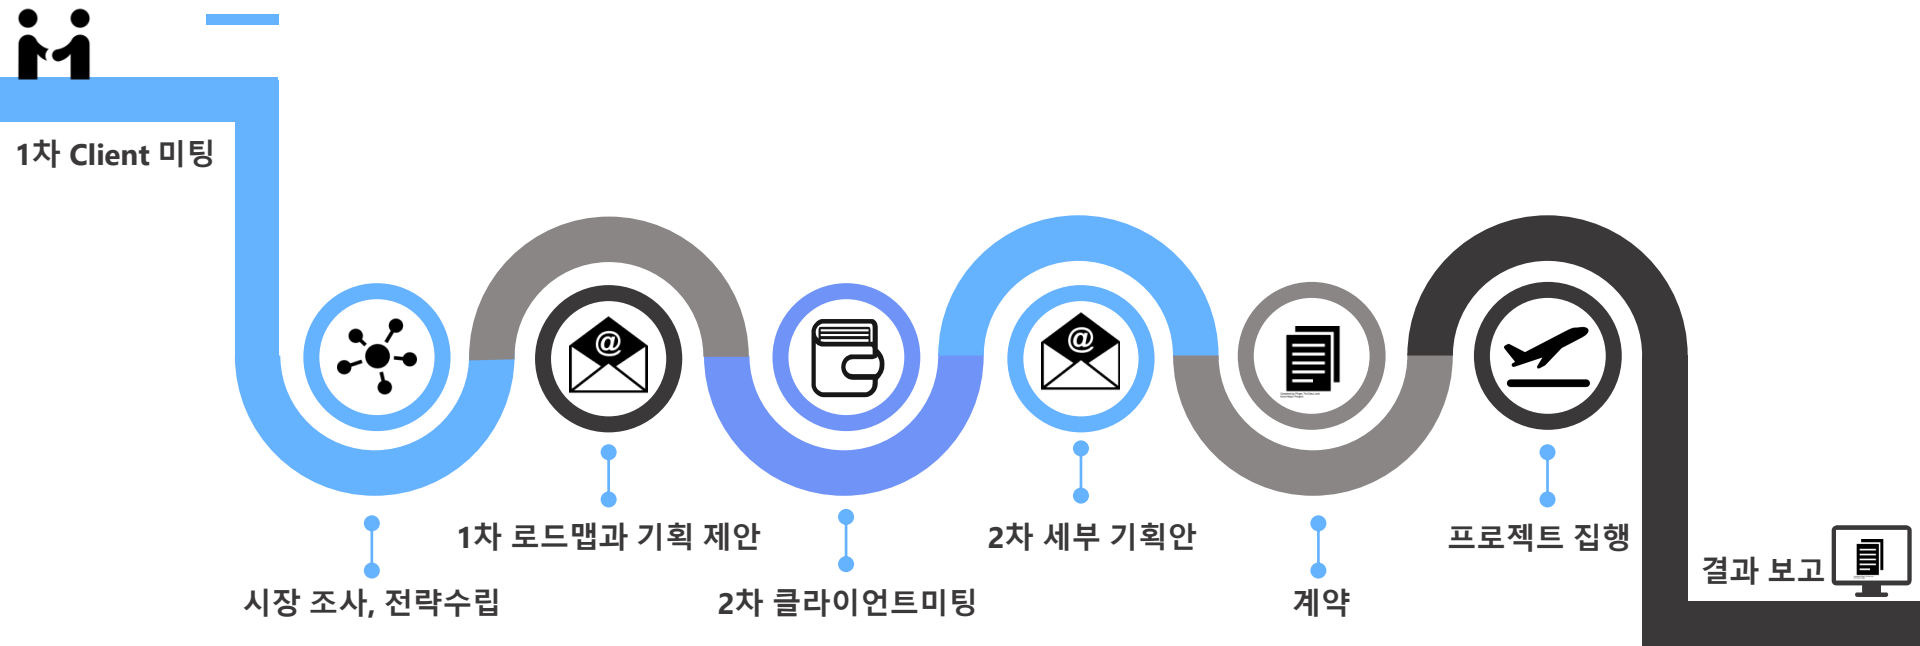 1차 Client 미팅
시장 조사, 전략수립
1차 로드맵과 기획 제안
2차 클라이언트미팅
2차 세부 기획안
계약
프로젝트 집행
결과 보고
@
@